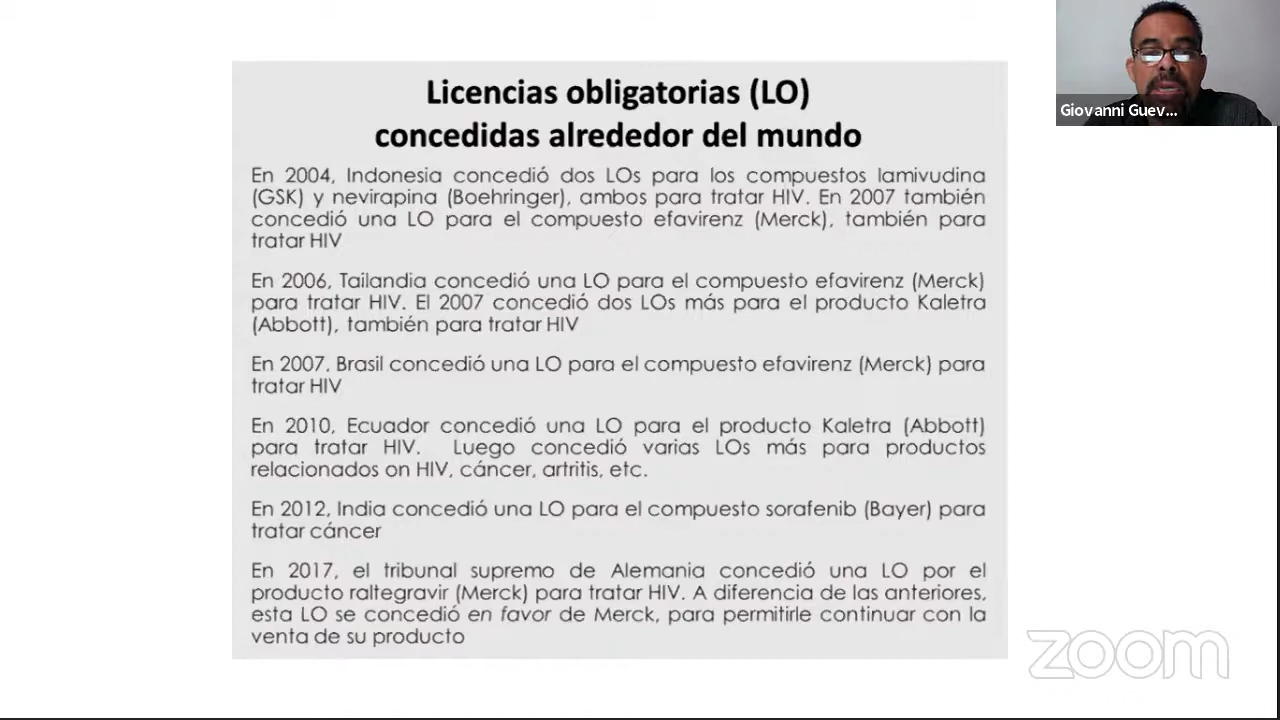 Licencias obligatorias (LO)
concedidas alrededor del mundo
En 2004, Indonesia concedió dos LOs para los compuestos lamivudina
(GSK) y nevirapina (Boehringer), ambos para tratar HIV. En 2007 también
concedió una LO para el compuesto efavirenz (Merck), también para
tratar HIV
En 2006, Tailandia concedió una LO para el compuesto efavirenz (Merck)
para tratar HIV. El 2007 concedió dos LOs más para el producto Kaletra
(Abbott), también para tratar HIV
En 2007, Brasil concedió una LO para el compuesto efavirenz (Merck) para
tratar HIV
En 2010, Ecuador concedió una LO para el producto Kaletra (Abbott)
para tratar HIV. Luego concedió varias LOs más para productos
relacionados on HIV, cáncer, artritis, etc.
En 2012, India concedió una LO para el compuesto sorafenib (Bayer) para
tratar cáncer
En 2017, el tribunal supremo de Alemania concedió una LO por el
producto raltegravir (Merck) para tratar HIV. A diferencia de las anteriores,
esta LO se concedió en favor de Merck, para permitirle continuar con la
venta de su producto
Giovanni Guev...
zoom